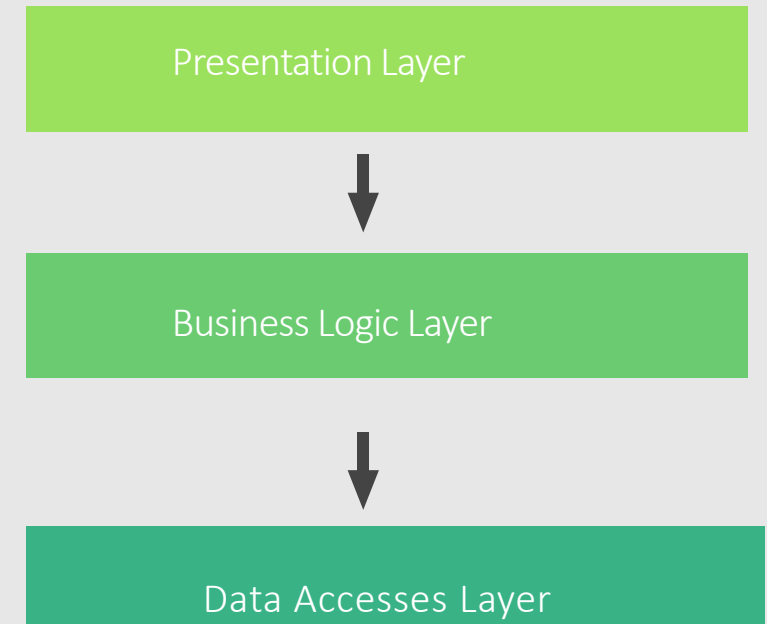 Presentation Layer
Business Logic Layer
Data Accesses Layer